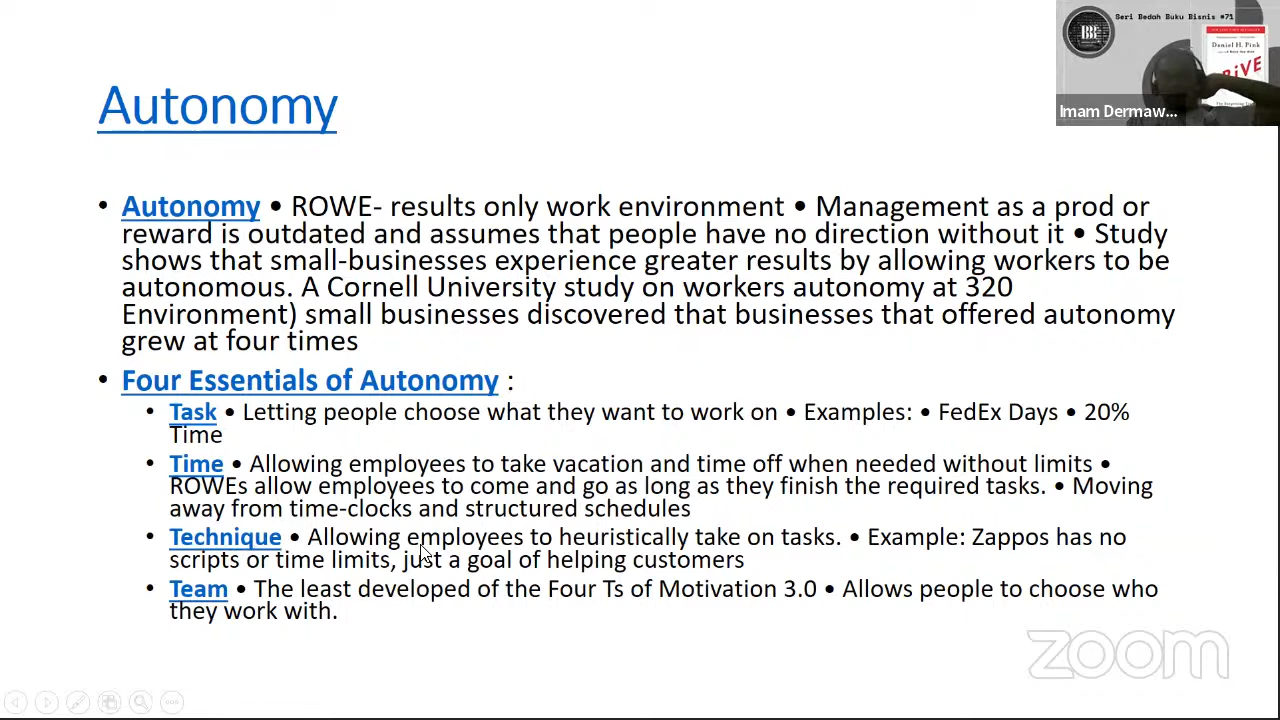 Seri Bedah Buku Bisnis #71
BB
Daniel H. Pink
Imam Dermaw...
Autonomy
• Autonomy • ROWE- results only work environment • Management as a prod or
reward is outdated and assumes that people have no direction without it • Study
shows that small-businesses experience greater results by allowing workers to be
autonomous. A Cornell University study on workers autonomy at 320
Environment) small businesses discovered that businesses that offered autonomy
grew at four times
• Four Essentials of Autonomy :
• Task • Letting people choose what they want to work on • Examples: • FedEx Days • 20%
Time
• Time • Allowing employees to take vacation and time off when needed without limits •
ROWEs allow employees to come and go as long as they finish the required tasks. • Moving
away from time-clocks and structured schedules
• Technique • Allowing employees to heuristically take on tasks. • Example: Zappos has no
scripts or time limits, just a goal of helping customers
• Team • The least developed of the Four Ts of Motivation 3.0 • Allows people to choose who
they work with.
zoom